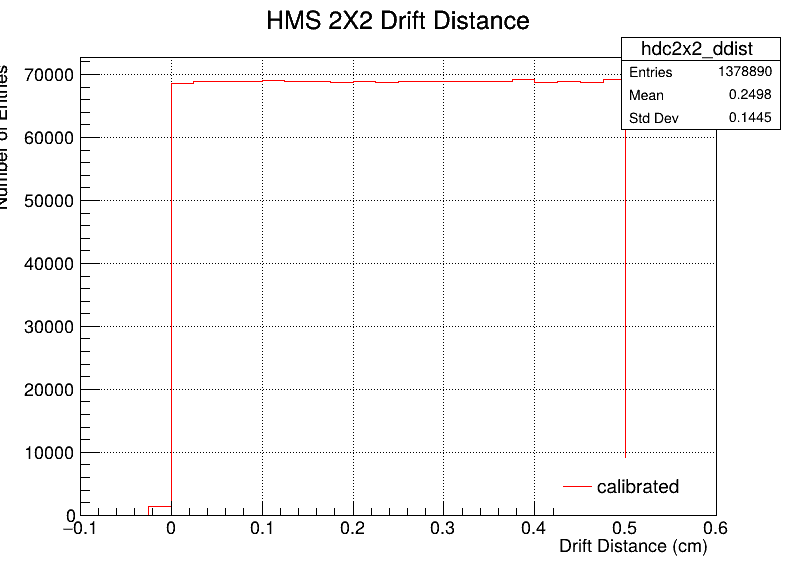 HMS 2X2 Drift Distance
hdc2x2_ddist
Entries 1378890
Mean 0.2498
Std Dev 0.1445
Number of Entries
70000
60000
50000
40000
30000
20000
10000
0
−0.1 0 0.1 0.2 0.3 0.4 0.5 0.6
calibrated
Drift Distance (cm)